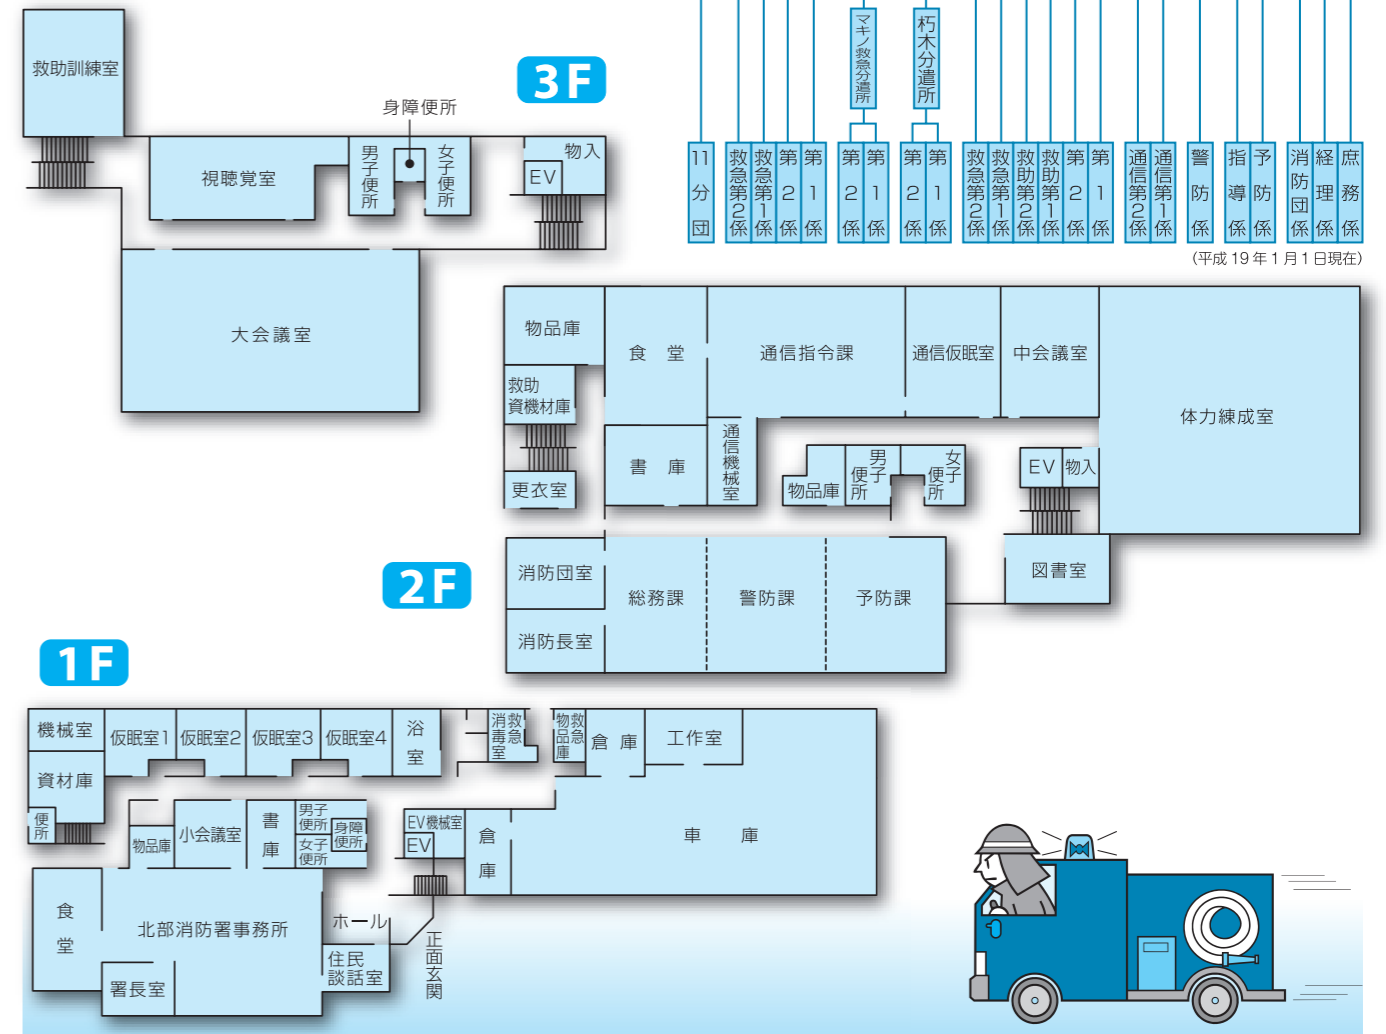 3F
救助訓練室
身障便所
視聴覚室
男子便所
女子便所
物入
EV
大会議室
マキノ救急分遣所
朽木分遣所
11分団
救急第2係
救急第1係
第2係
第1係
第2係
第1係
第2係
第1係
救急第2係
救急第1係
救助第2係
救助第1係
第2係
第1係
通信第2係
通信第1係
警防係
指導係
予防係
消防団係
経理係
庶務係
(平成19年1月1日現在)
2F
物品庫
食堂
通信指令課
通信仮眠室
中会議室
体力練成室
救助
資機材庫
書庫
通信機械室
更衣室
物品庫
男子
便所
女子
便所
EV
物入
消防団室
消防長室
総務課
警防課
予防課
図書室
1F
機械室
仮眠室1
仮眠室2
仮眠室3
仮眠室4
浴室
救急
消毒室
救急
物品庫
倉庫
工作室
資材庫
便所
物品庫
小会議室
書庫
男子
便所
女子
便所
身障
便所
EV機械室
EV
倉庫
車庫
食堂
北部消防署事務所
ホール
正面玄関
住民
談話室
署長室